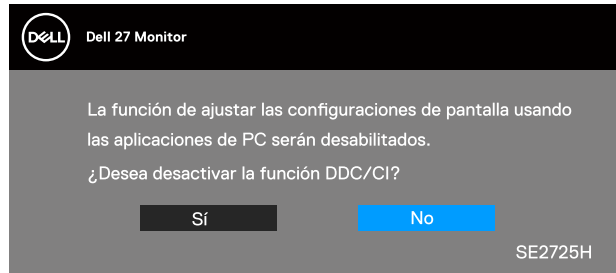 DELL
Dell 27 Monitor
La función de ajustar las configuraciones de pantalla usando
las aplicaciones de PC serán desabilitados.
¿Desea desactivar la función DDC/CI?
Sí
No
SE2725H